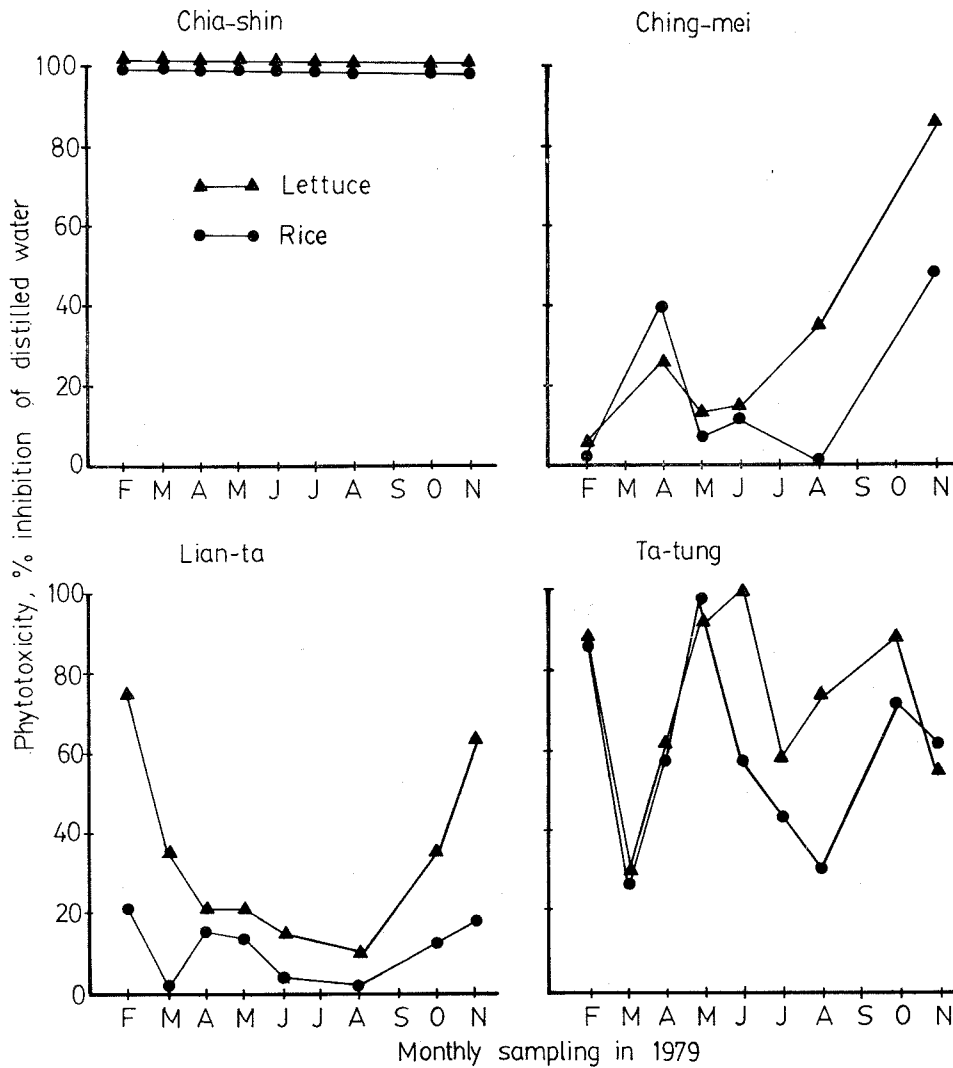 Chia-shin
Ching-mei
100
80
60
40
20
0
Lettuce
Rice
F M A M J J A S O N
F M A M J J A S O N
Phytotoxicity, % inhibition of distilled water
Lian-ta
Ta-tung
100
80
60
40
20
0
F M A M J J A S O N
F M A M J J A S O N
Monthly sampling in 1979